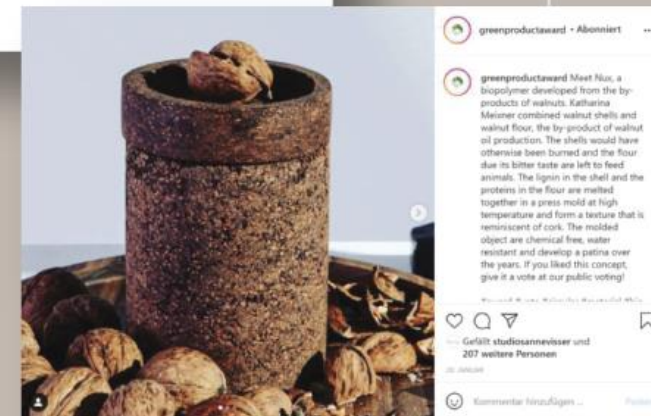 greenproductaward • Abonniert
greenproductaward Meet Nux, a
biopolymer developed from the by-
products of walnuts. Katharina
Meixner combined walnut shells and
walnut flour, the by-product of walnut
oil production. The shells would have
otherwise been burned and the flour
due its bitter taste are left to feed
animals. The lignin in the shell and the
proteins in the flour are melted
together in a press mold at high
temperature and form a texture that is
reminiscent of cork. The molded
object are chemical free, water
resistant and develop a patina over
the years. If you liked this concept,
give it a vote at our public voting!
Gefällt studiosannevisser und
207 weitere Personen
JANUAR
Kommentar hinzufügen ...